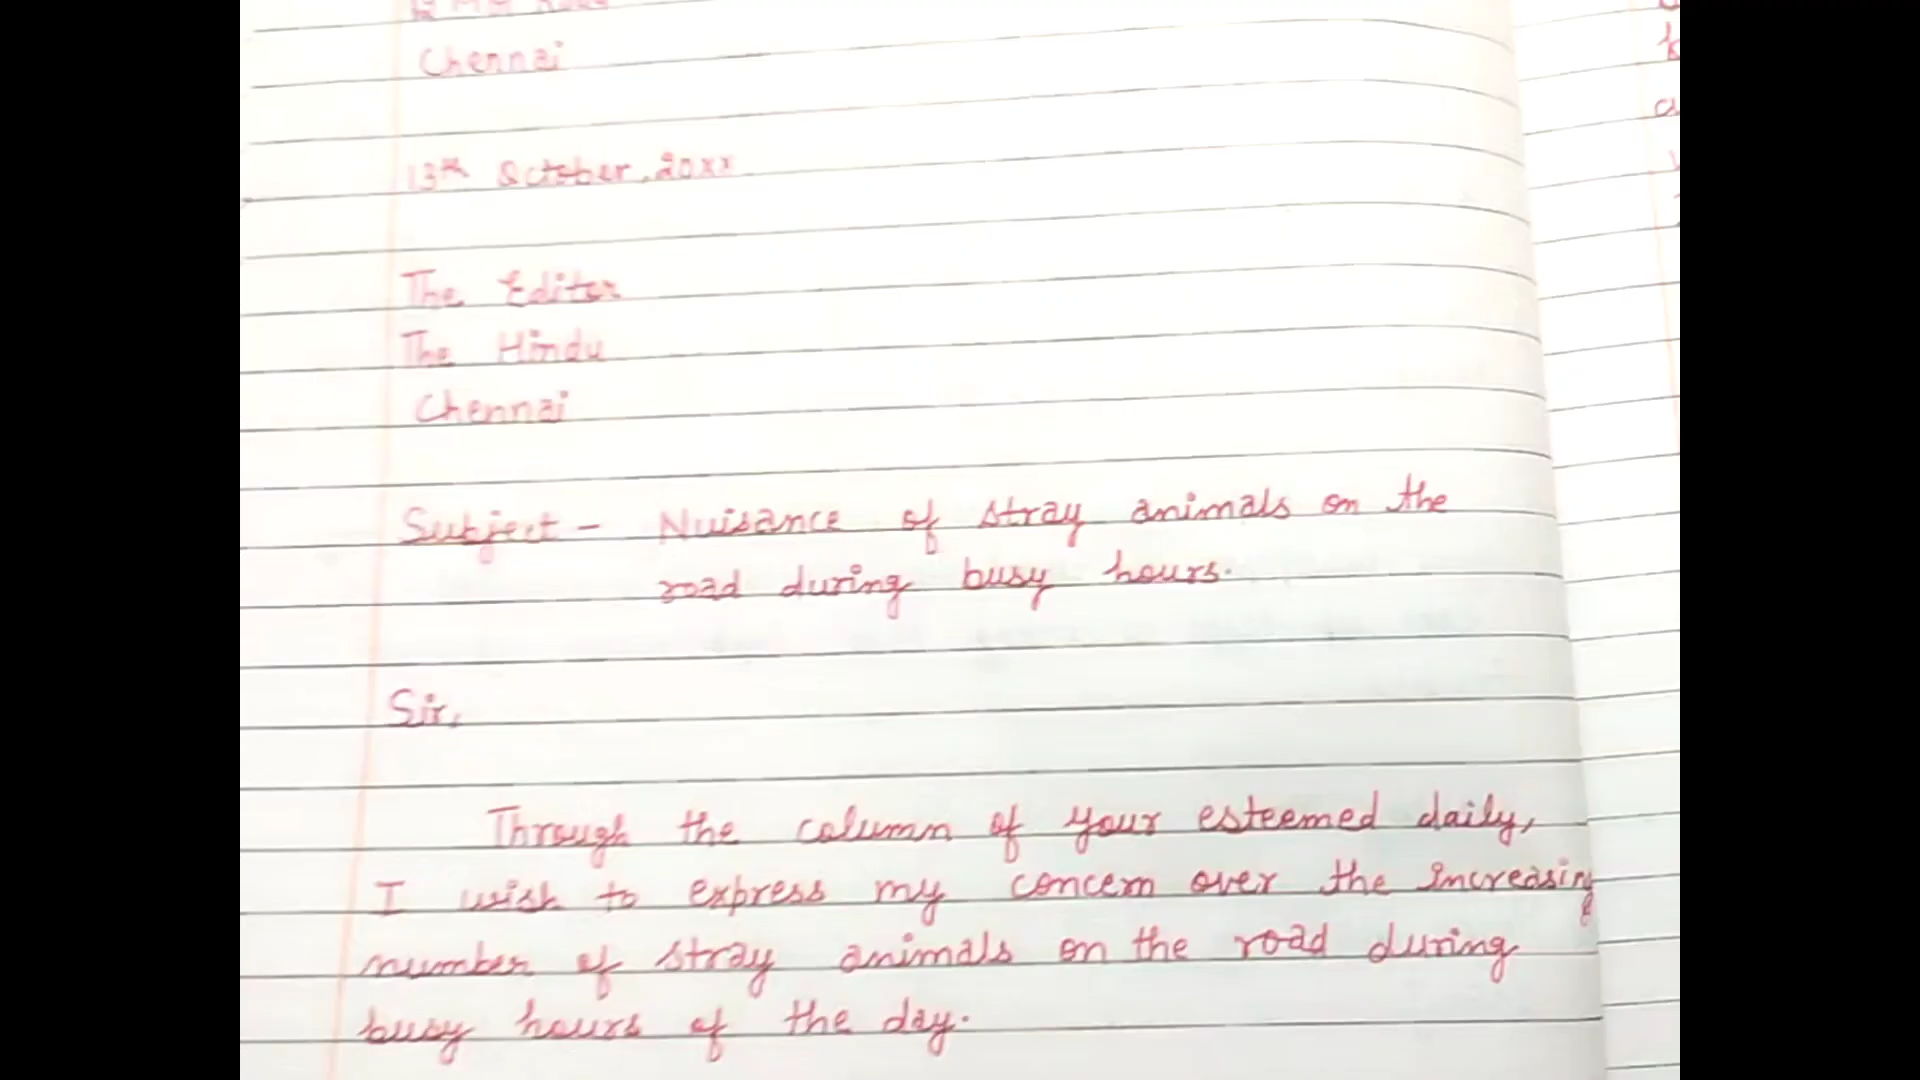 Chennai
13th October, 20xx
The Editor
The Hindu
Chennai
Subject - Nuisance of stray animals on the
road during busy hours.
Sir,
Through the column of your esteemed daily,
I wish to express my concern over the increasing
number of stray animals on the road during
busy hours of the day.